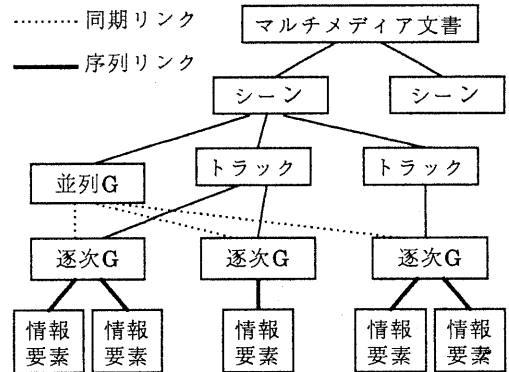 同期リンク
序列リンク
マルチメディア文書
シーン
シーン
並列G
トラック
トラック
逐次G
逐次G
逐次G
情報
要素
情報
要素
情報
要素
情報
要素
情報
要素